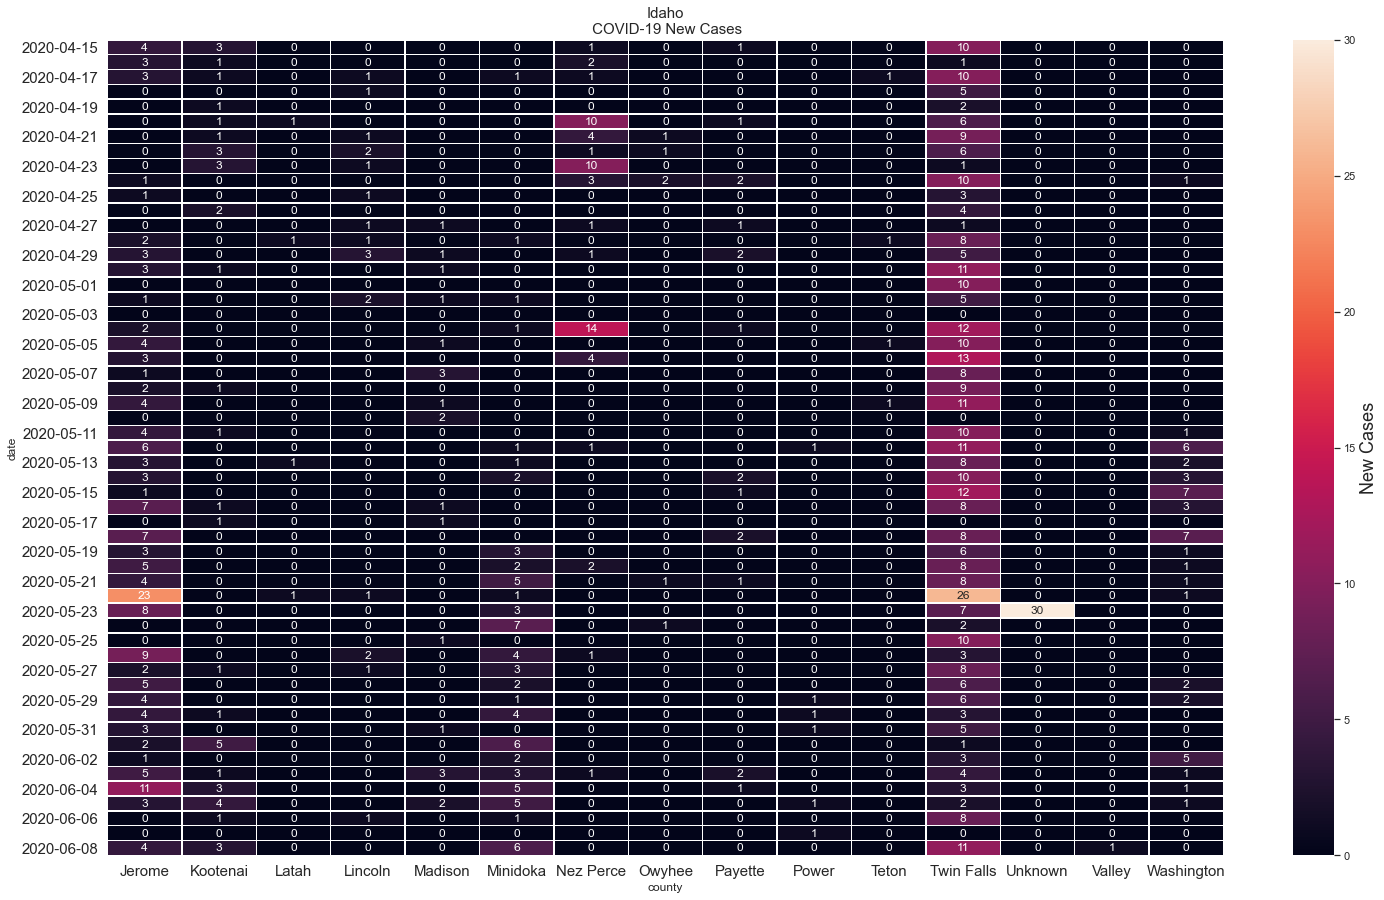 Idaho
COVID-19 New Cases
2020-04-15 4 3 0 0 0 0 1 0 1 0 0 10 0 0 0
3 1 0 0 0 0 2 0 0 0 0 1 0 0 0
2020-04-17 3 1 0 1 0 1 1 0 0 0 1 10 0 0 0
0 0 0 1 0 0 0 0 0 0 0 5 0 0 0
2020-04-19 0 1 0 0 0 0 0 0 0 0 0 2 0 0 0
0 1 1 0 0 0 10 0 1 0 0 6 0 0 0
2020-04-21 0 1 0 1 0 0 4 1 0 0 0 9 0 0 0
0 3 0 2 0 0 1 1 0 0 0 6 0 0 0
2020-04-23 0 3 0 1 0 0 10 0 0 0 0 1 0 0 0
1 0 0 0 0 0 3 2 2 0 0 10 0 0 1
2020-04-25 1 0 0 1 0 0 0 0 0 0 0 3 0 0 0
0 2 0 0 0 0 0 0 0 0 0 4 0 0 0
2020-04-27 0 0 0 1 1 0 1 0 1 0 0 1 0 0 0
2 0 1 1 0 1 0 0 0 0 1 8 0 0 0
2020-04-29 3 0 0 3 1 0 1 0 2 0 0 5 0 0 0
3 1 0 0 1 0 0 0 0 0 0 11 0 0 0
2020-05-01 0 0 0 0 0 0 0 0 0 0 0 10 0 0 0
1 0 0 2 1 1 0 0 0 0 0 5 0 0 0
2020-05-03 0 0 0 0 0 0 0 0 0 0 0 0 0 0 0
2 0 0 0 0 1 14 0 1 0 0 12 0 0 0
2020-05-05 4 0 0 0 1 0 0 0 0 0 1 10 0 0 0
3 0 0 0 0 0 4 0 0 0 0 13 0 0 0
2020-05-07 1 0 0 0 3 0 0 0 0 0 0 8 0 0 0
2 1 0 0 0 0 0 0 0 0 0 9 0 0 0
2020-05-09 4 0 0 0 1 0 0 0 0 0 1 11 0 0 0
0 0 0 0 2 0 0 0 0 0 0 0 0 0 0
2020-05-11 4 1 0 0 0 0 0 0 0 0 0 10 0 0 1
6 0 0 0 0 1 1 0 0 1 0 11 0 0 6
2020-05-13 3 0 1 0 0 1 0 0 0 0 0 8 0 0 2
3 0 0 0 0 2 0 0 2 0 0 10 0 0 3
2020-05-15 1 0 0 0 0 0 0 0 1 0 0 12 0 0 7
7 1 0 0 1 0 0 0 0 0 0 8 0 0 3
2020-05-17 0 1 0 0 1 0 0 0 0 0 0 0 0 0 0
7 0 0 0 0 0 0 0 2 0 0 8 0 0 7
2020-05-19 3 0 0 0 0 3 0 0 0 0 0 6 0 0 1
5 0 0 0 0 2 2 0 0 0 0 8 0 0 1
2020-05-21 4 0 0 0 0 5 0 1 1 0 0 8 0 0 1
23 0 1 1 0 1 0 0 0 0 0 26 0 0 1
2020-05-23 8 0 0 0 0 3 0 0 0 0 0 7 30 0 0
0 0 0 0 0 7 0 1 0 0 0 2 0 0 0
2020-05-25 0 0 0 0 1 0 0 0 0 0 0 10 0 0 0
9 0 0 2 0 4 1 0 0 0 0 3 0 0 0
2020-05-27 2 1 0 1 0 3 0 0 0 0 0 8 0 0 0
5 0 0 0 0 2 0 0 0 0 0 6 0 0 2
2020-05-29 4 0 0 0 0 1 0 0 0 1 0 6 0 0 2
4 1 0 0 0 4 0 0 0 1 0 3 0 0 0
2020-05-31 3 0 0 0 1 0 0 0 0 1 0 5 0 0 0
2 5 0 0 0 6 0 0 0 0 0 1 0 0 0
2020-06-02 1 0 0 0 0 2 0 0 0 0 0 3 0 0 5
5 1 0 0 3 3 1 0 2 0 0 4 0 0 1
2020-06-04 11 3 0 0 0 5 0 0 1 0 0 3 0 0 1
3 4 0 0 2 5 0 0 0 1 0 2 0 0 1
2020-06-06 0 1 0 1 0 1 0 0 0 0 0 8 0 0 0
0 0 0 0 0 0 0 0 0 1 0 0 0 0 0
2020-06-08 4 3 0 0 0 6 0 0 0 0 0 11 0 1 0
Jerome Kootenai Latah Lincoln Madison Minidoka Nez Perce Owyhee Payette Power Teton Twin Falls Unknown Valley Washington
county
date
30
25
20
15
10
5
0
New Cases